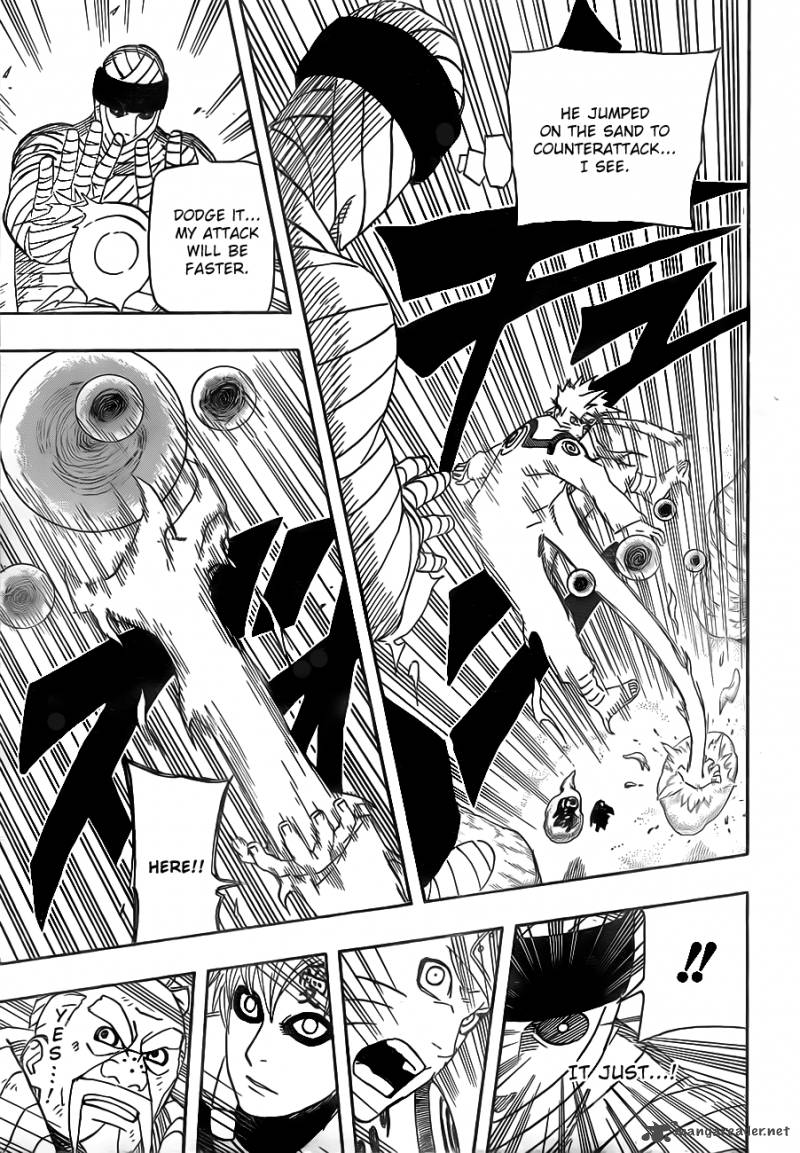 HE JUMPED
ON THE SAND TO
COUNTERATTACK...
I SEE.
DODGE IT...
MY ATTACK
WILL BE
FASTER.
HERE!!
!!
IT JUST....!
愛
YES...!
mangareader.net